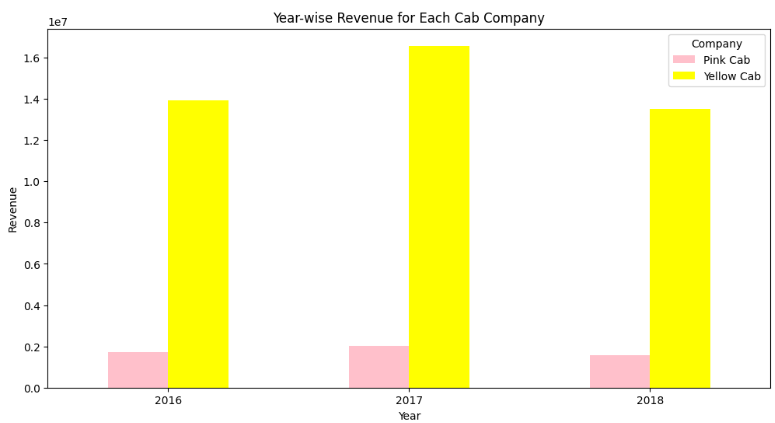 Year-wise Revenue for Each Cab Company
1e7
Company
Pink Cab
Yellow Cab
1.6
1.4
1.2
1.0
0.8
0.6
0.4
0.2
0.0
Revenue
2016 2017 2018
Year